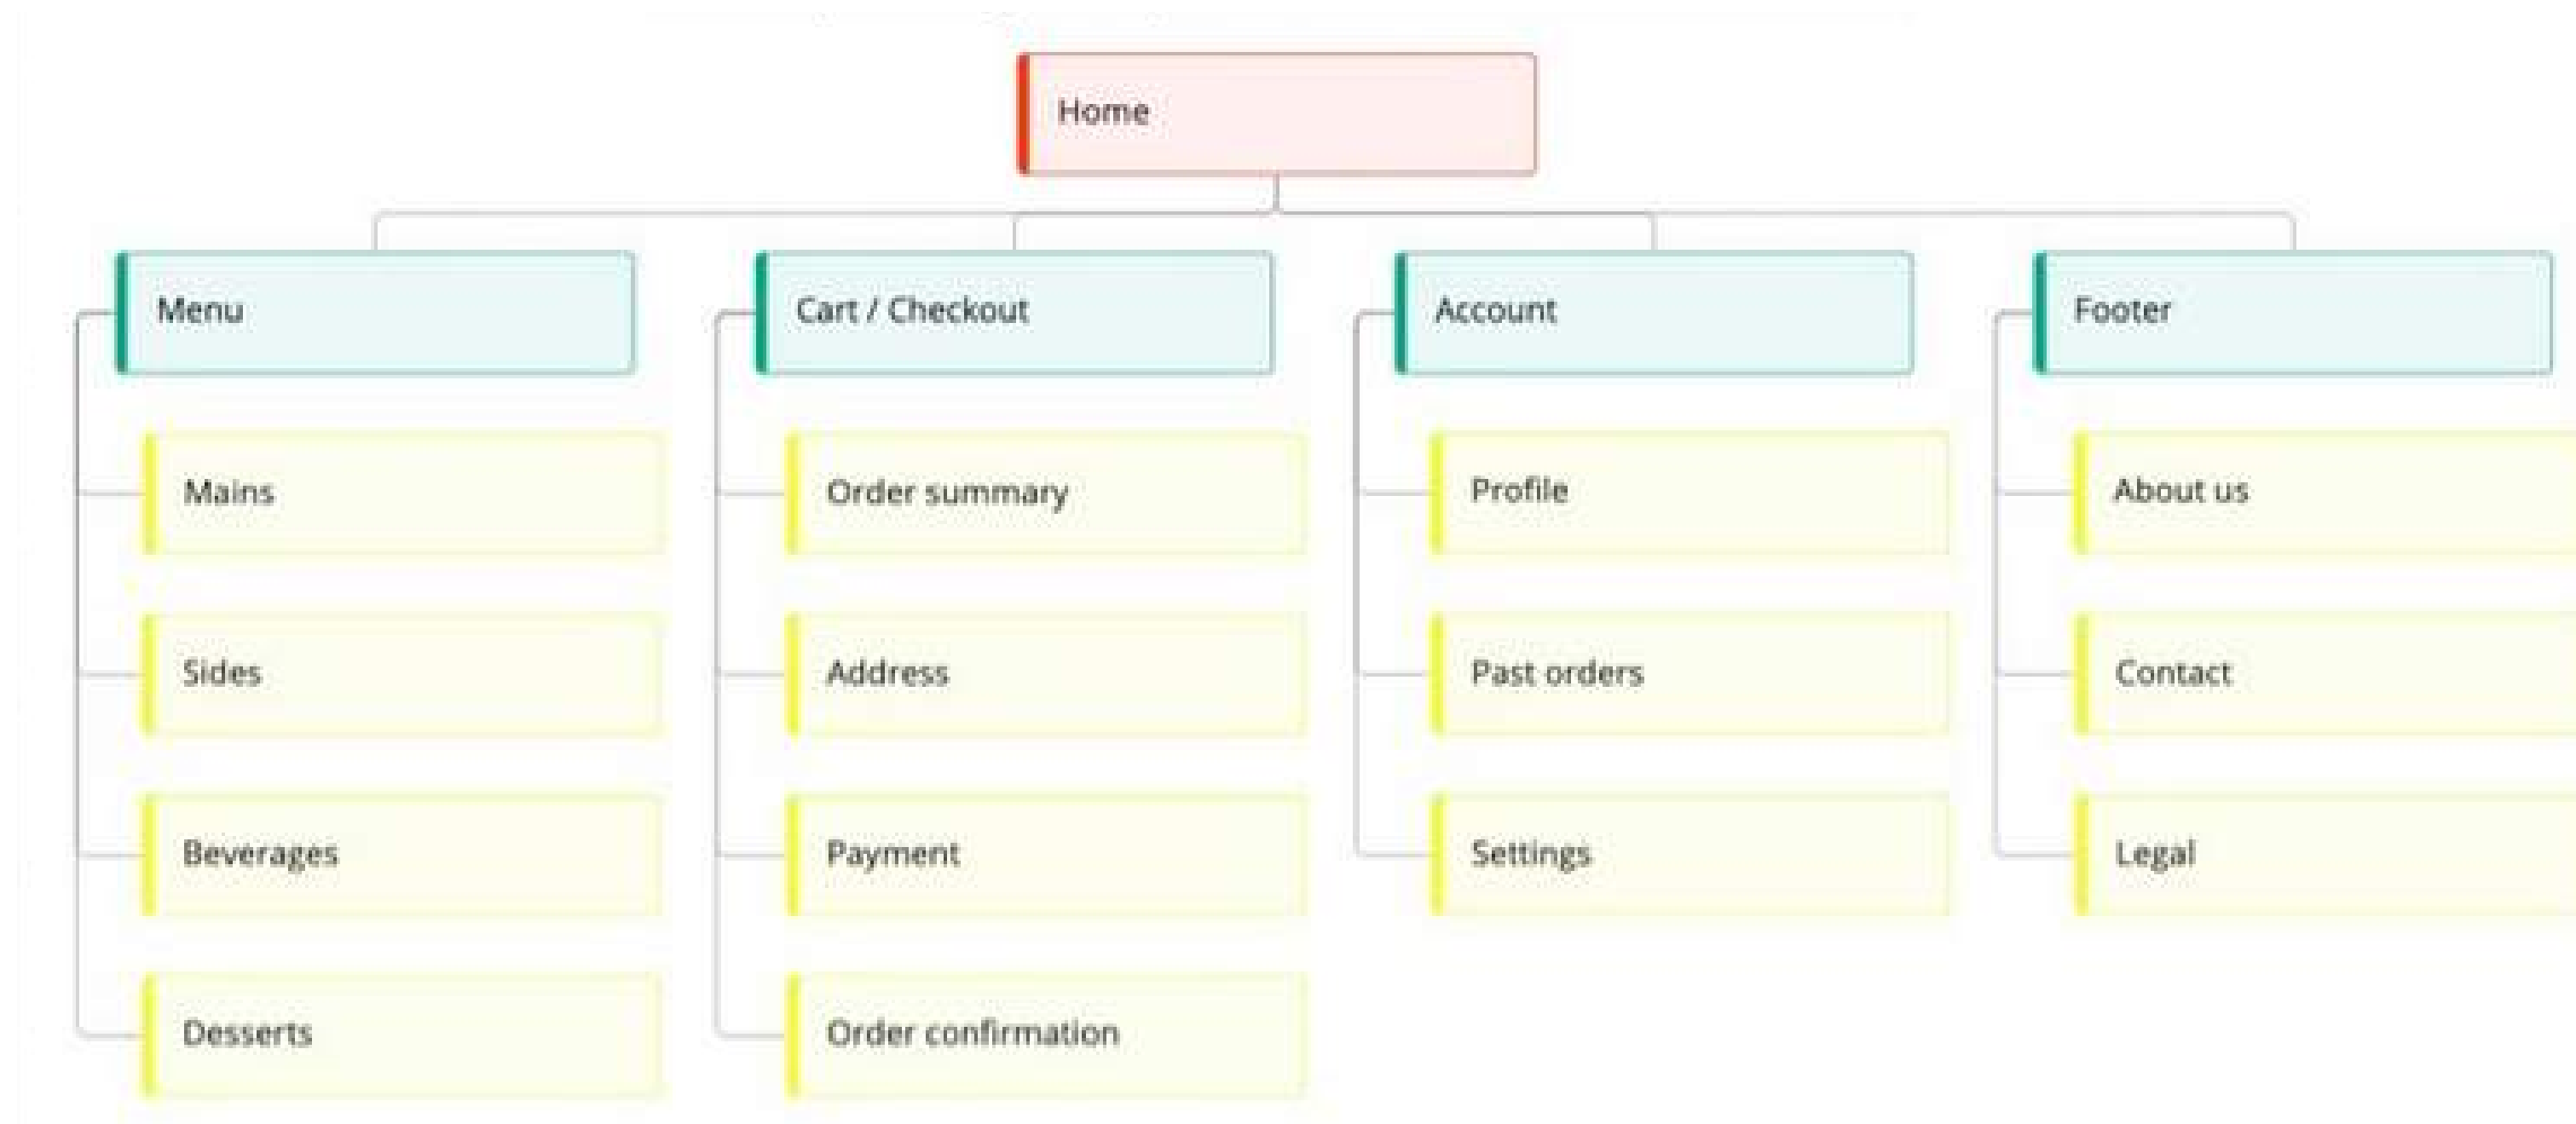 Home
Menu
Cart / Checkout
Account
Footer
Mains
Order summary
Profile
About us
Sides
Address
Past orders
Contact
Beverages
Payment
Settings
Legal
Desserts
Order confirmation